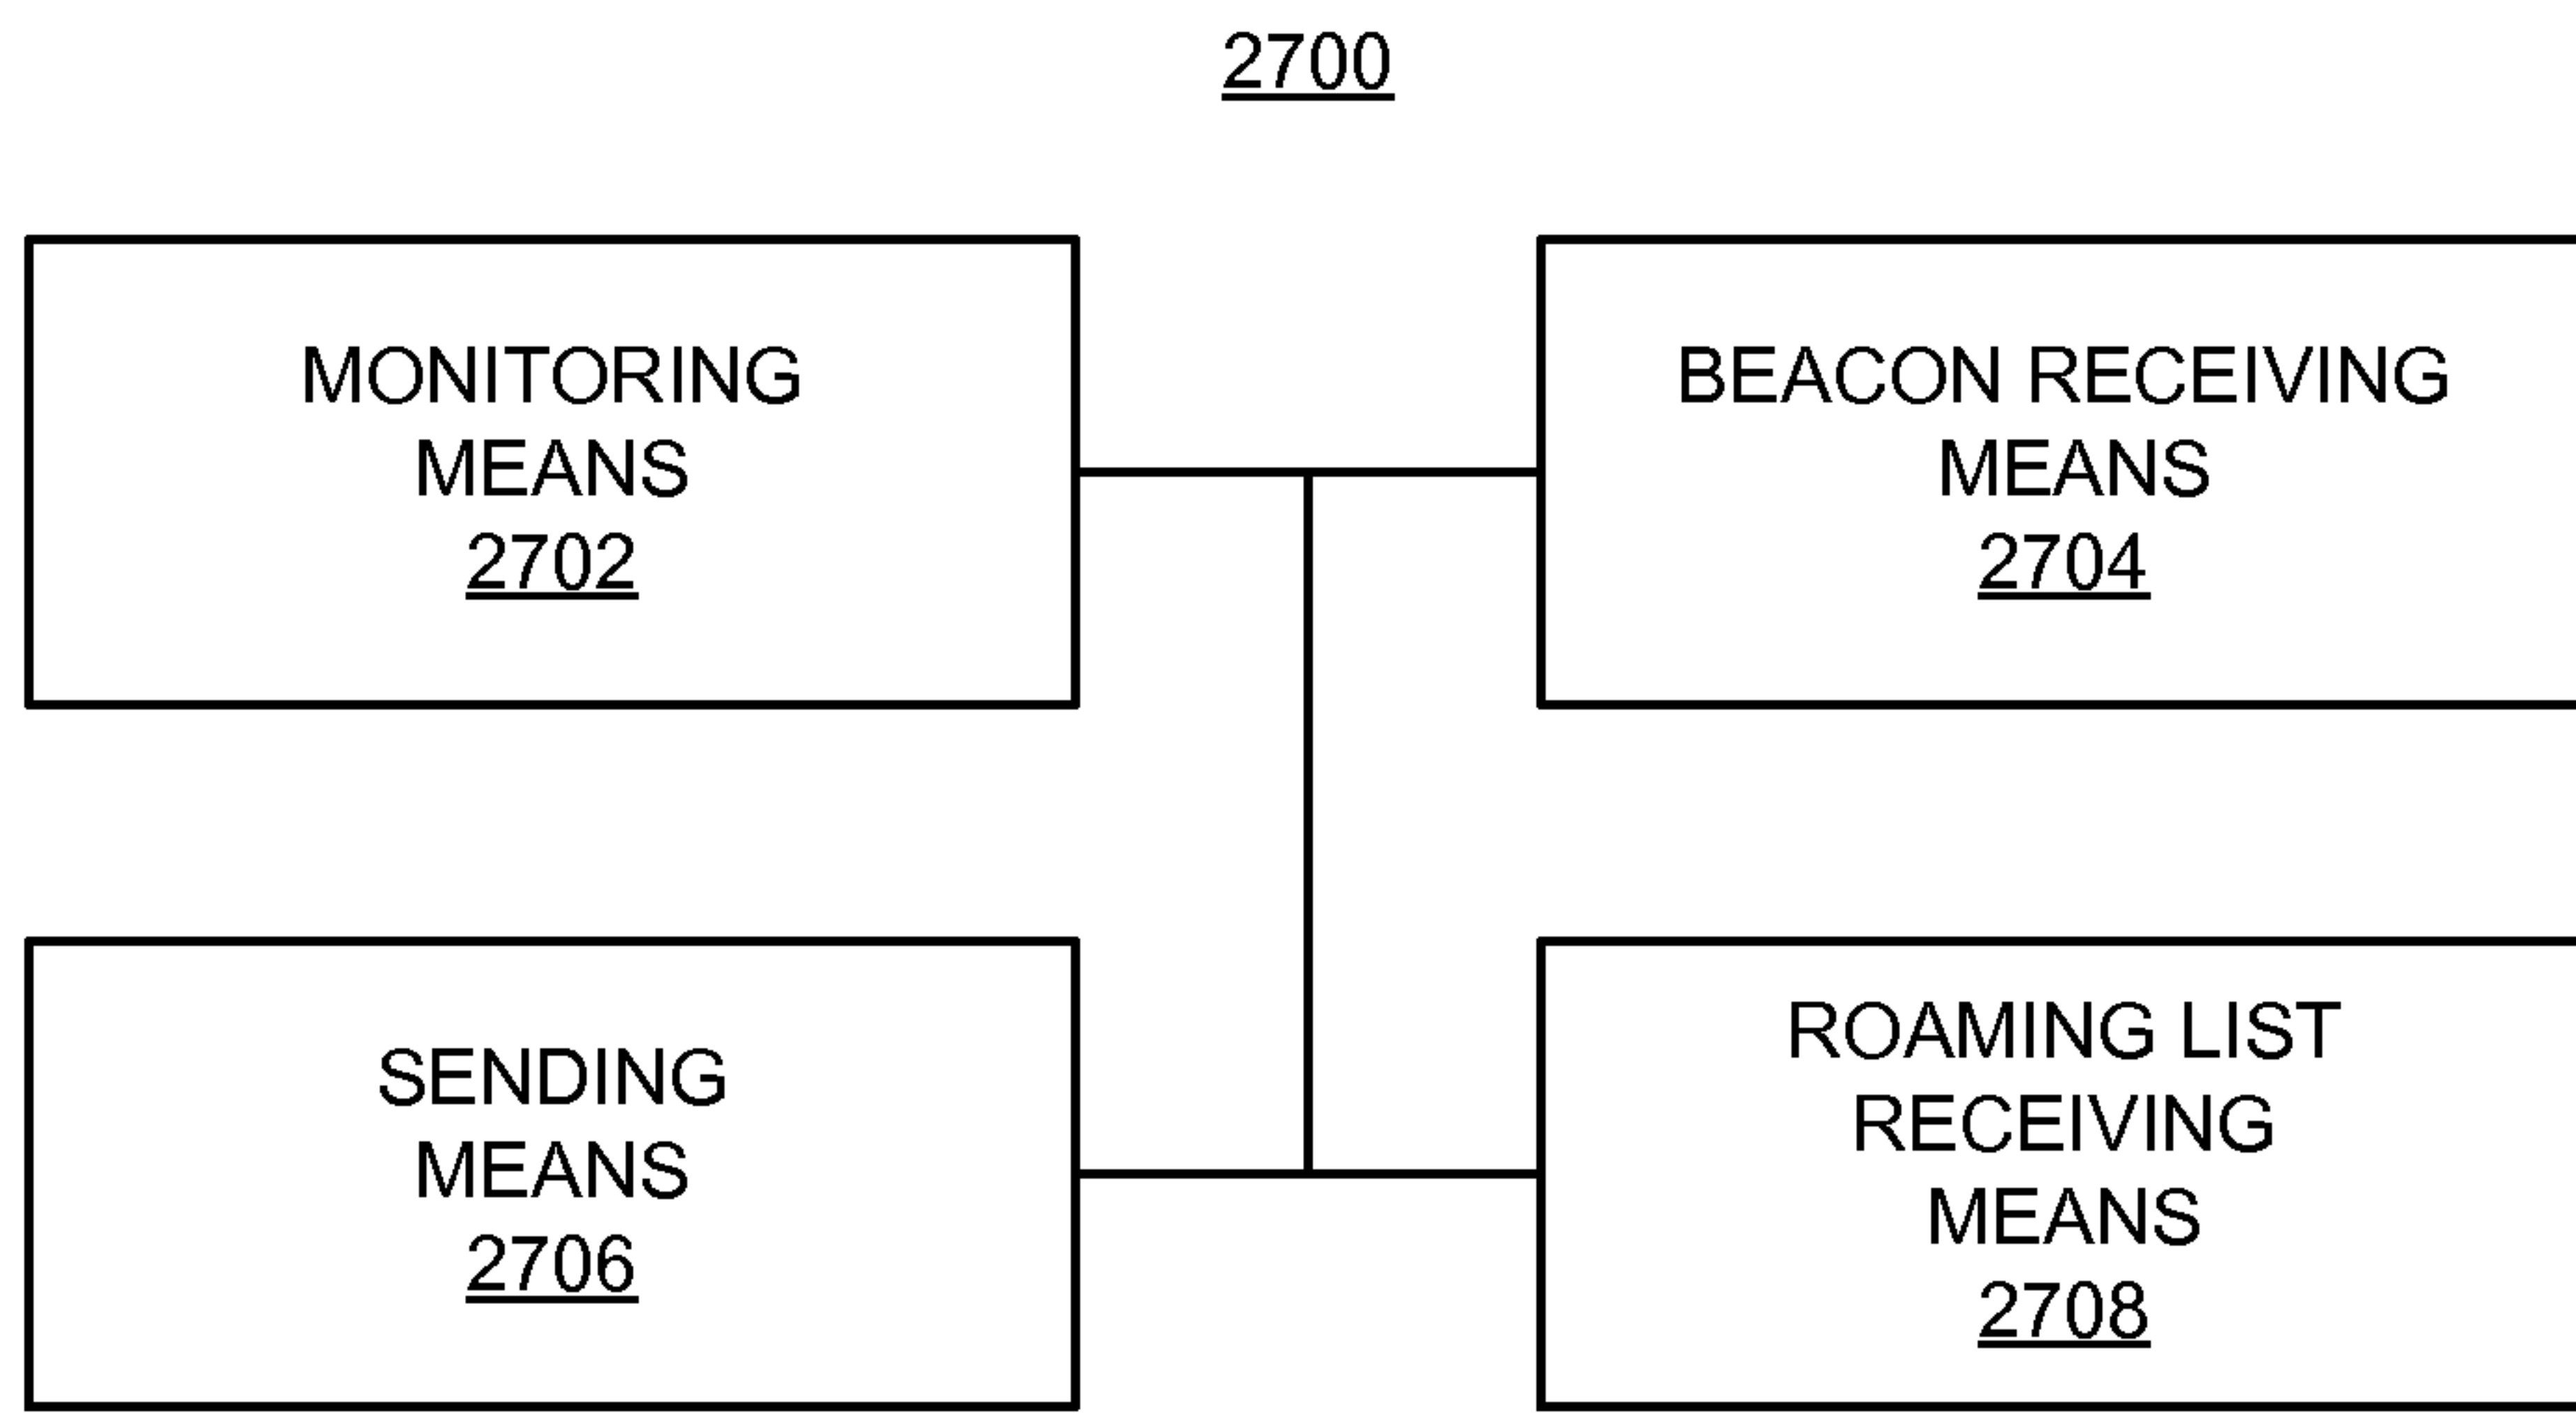 2700
MONITORING
MEANS
2702
BEACON RECEIVING
MEANS
2704
SENDING
MEANS
2706
ROAMING LIST
RECEIVING
MEANS
2708